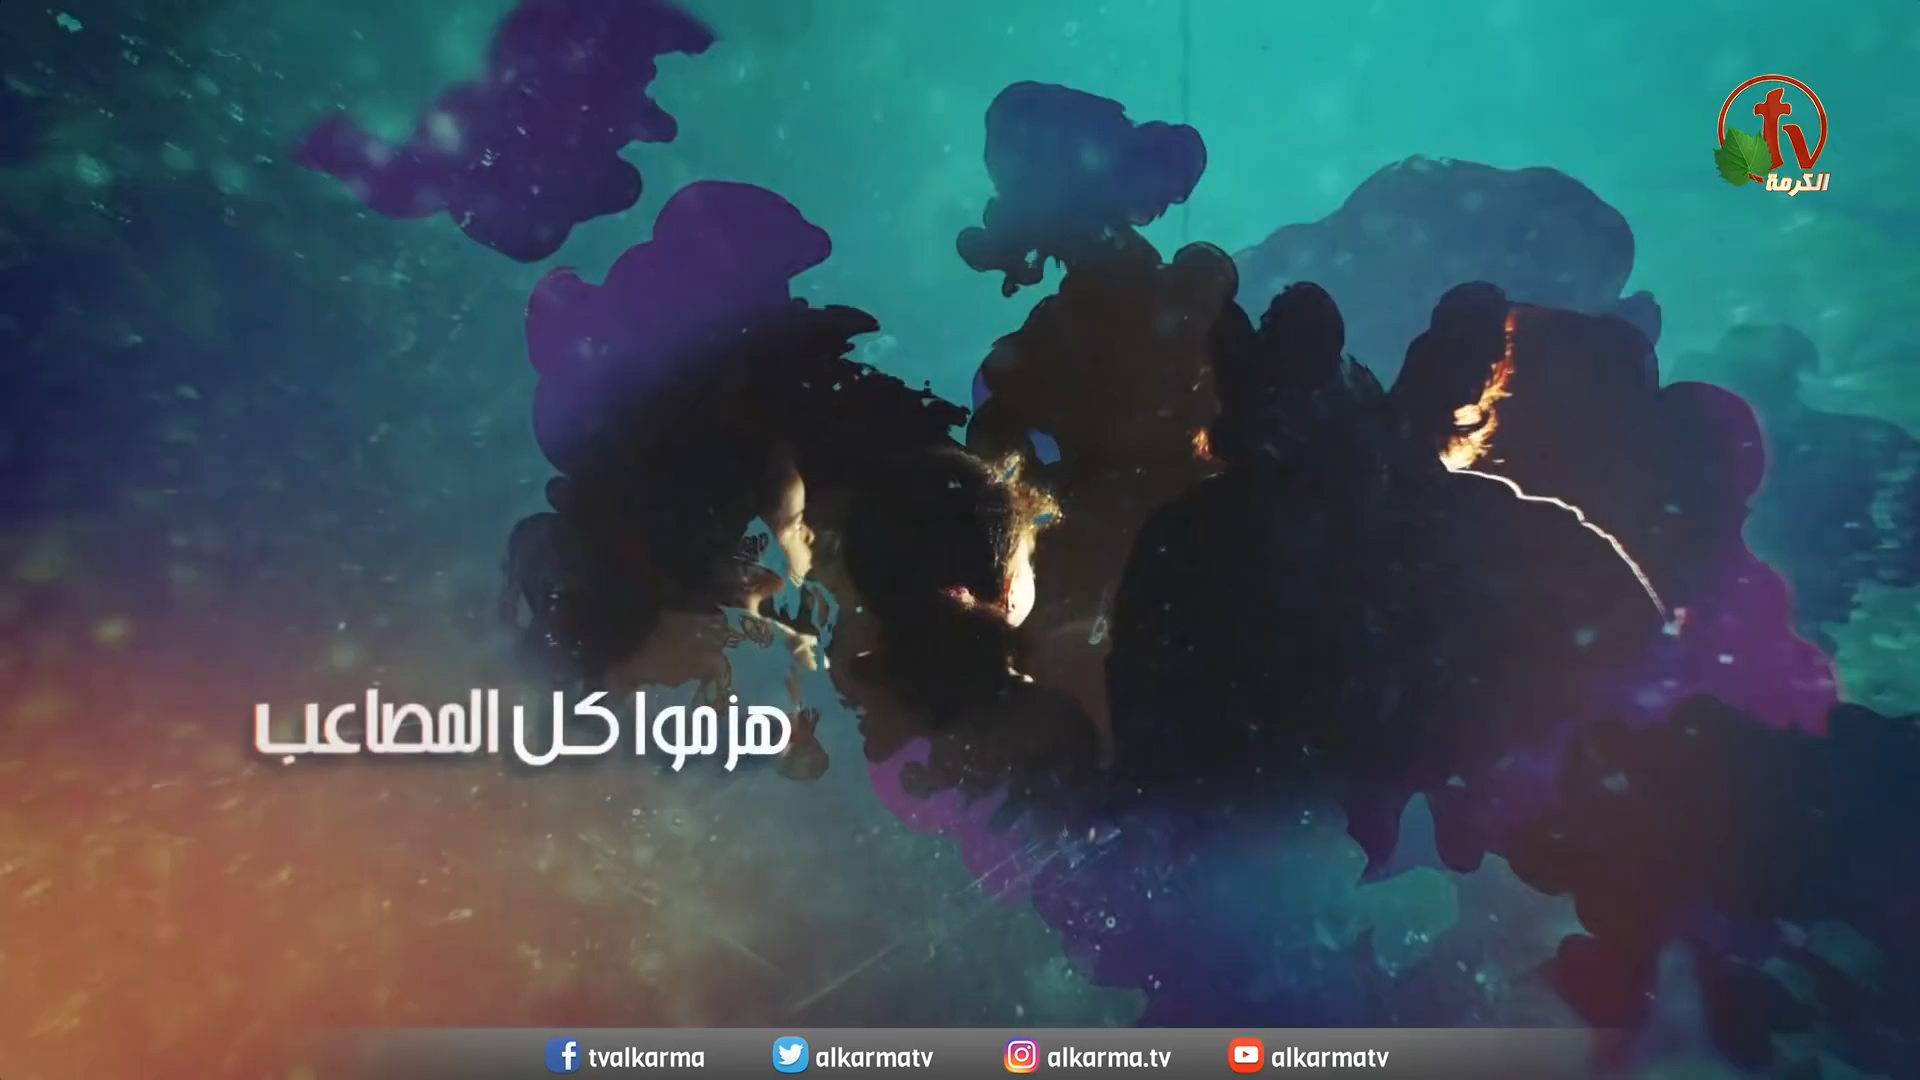 tv
الكرمة
هزموا كل المصاعب
tvalkarma
alkarmatv
alkarma.tv
alkarmatv